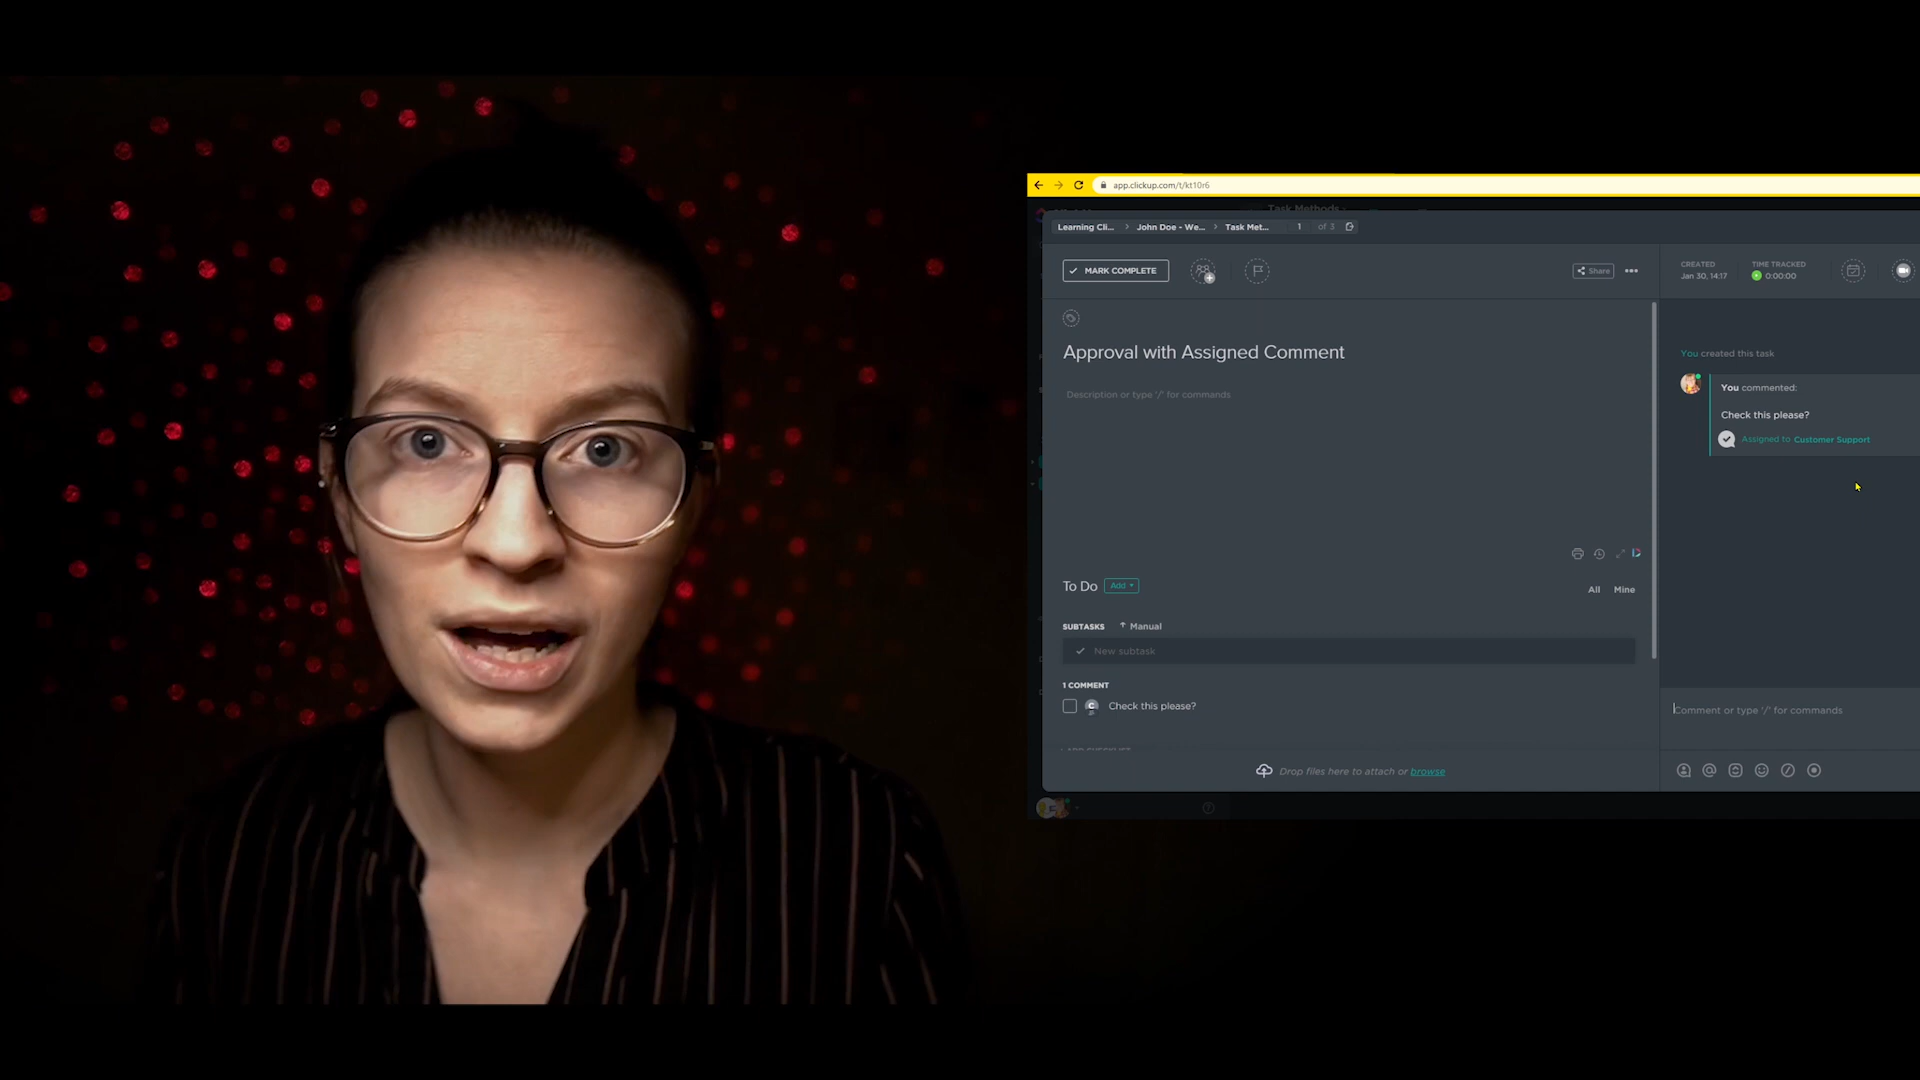 app.clickup.com/t/kt10r6
Task Methods
Learning Cli... > John Doe - We... > Task Met... 1 of 3
MARK COMPLETE
Share
CREATED
Jan 30, 14:17
TIME TRACKED
0:00:00
Approval with Assigned Comment
Description or type '/' for commands
You created this task
You commented:
Check this please?
Assigned to Customer Support
To Do Add
All Mine
SUBTASKS Manual
New subtask
1 COMMENT
C Check this please?
Drop files here to attach or browse
Comment or type '/' for commands